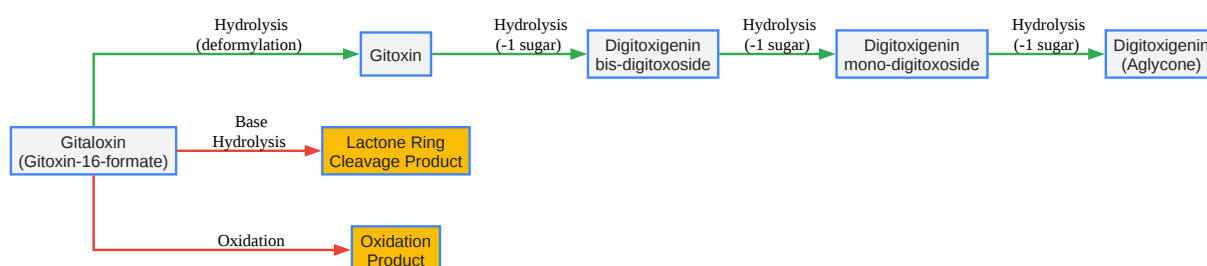 Hydrolysis
(deformylation)
Gitoxin
Hydrolysis
(-1 sugar)
Digitoxigenin
bis-digitoxoside
Hydrolysis
(-1 sugar)
Digitoxigenin
mono-digitoxoside
Hydrolysis
(-1 sugar)
Digitoxigenin
(Aglycone)
Gitaloxin
(Gitoxin-16-formate)
Base
Hydrolysis
Lactone Ring
Cleavage Product
Oxidation
Oxidation
Product